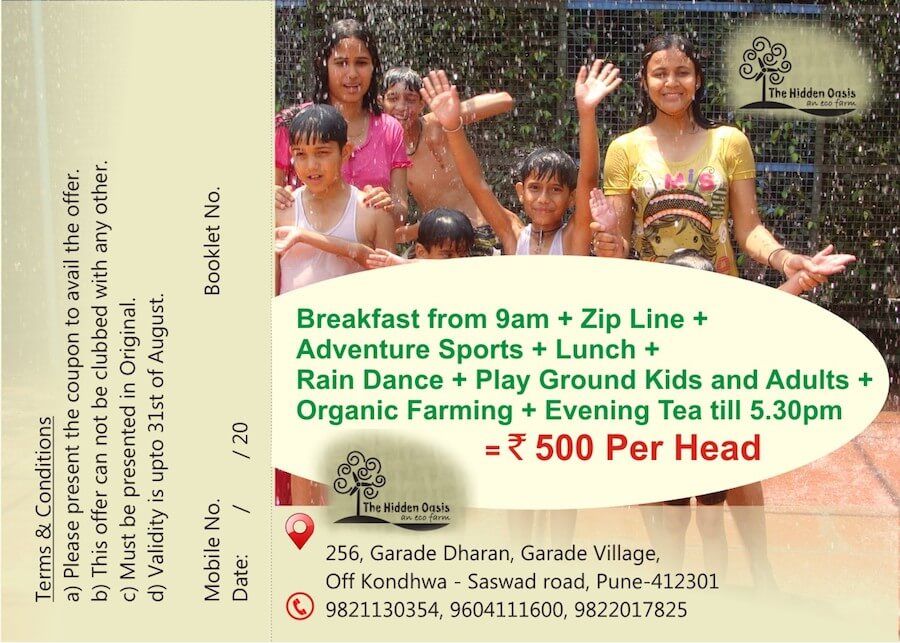 Terms & Conditions
a) Please present the coupon to avail the offer.
b) This offer can not be clubbed with any other.
c) Must be presented in Original.
d) Validity is upto 31st of August.
Mobile No.
Booklet No.
Date: / / 20
The Hidden Oasis
an eco farm
HIS
Breakfast from 9am + Zip Line +
Adventure Sports + Lunch +
Rain Dance + Play Ground Kids and Adults +
Organic Farming + Evening Tea till 5.30pm
= ₹ 500 Per Head
The Hidden Oasis
an eco farm
256, Garade Dharan, Garade Village,
Off Kondhwa - Saswad road, Pune-412301
9821130354, 9604111600, 9822017825